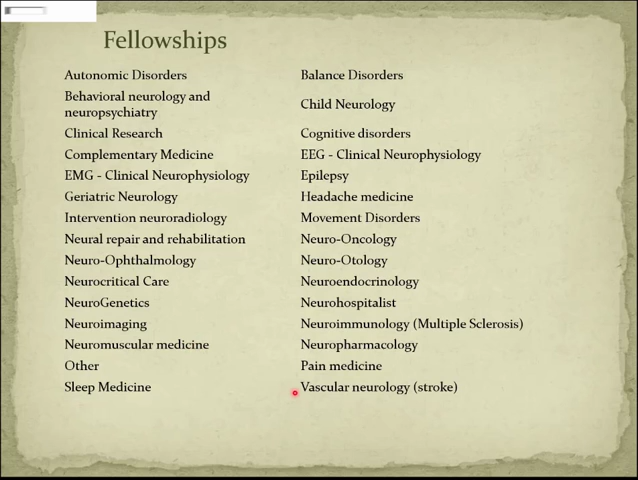 Fellowships
Autonomic Disorders
Balance Disorders
Behavioral neurology and
neuropsychiatry
Child Neurology
Clinical Research
Cognitive disorders
Complementary Medicine
EEG - Clinical Neurophysiology
EMG - Clinical Neurophysiology
Epilepsy
Geriatric Neurology
Headache medicine
Intervention neuroradiology
Movement Disorders
Neural repair and rehabilitation
Neuro-Oncology
Neuro-Ophthalmology
Neuro-Otology
Neurocritical Care
Neuroendocrinology
NeuroGenetics
Neurohospitalist
Neuroimaging
Neuroimmunology (Multiple Sclerosis)
Neuromuscular medicine
Neuropharmacology
Other
Pain medicine
Sleep Medicine
Vascular neurology (stroke)